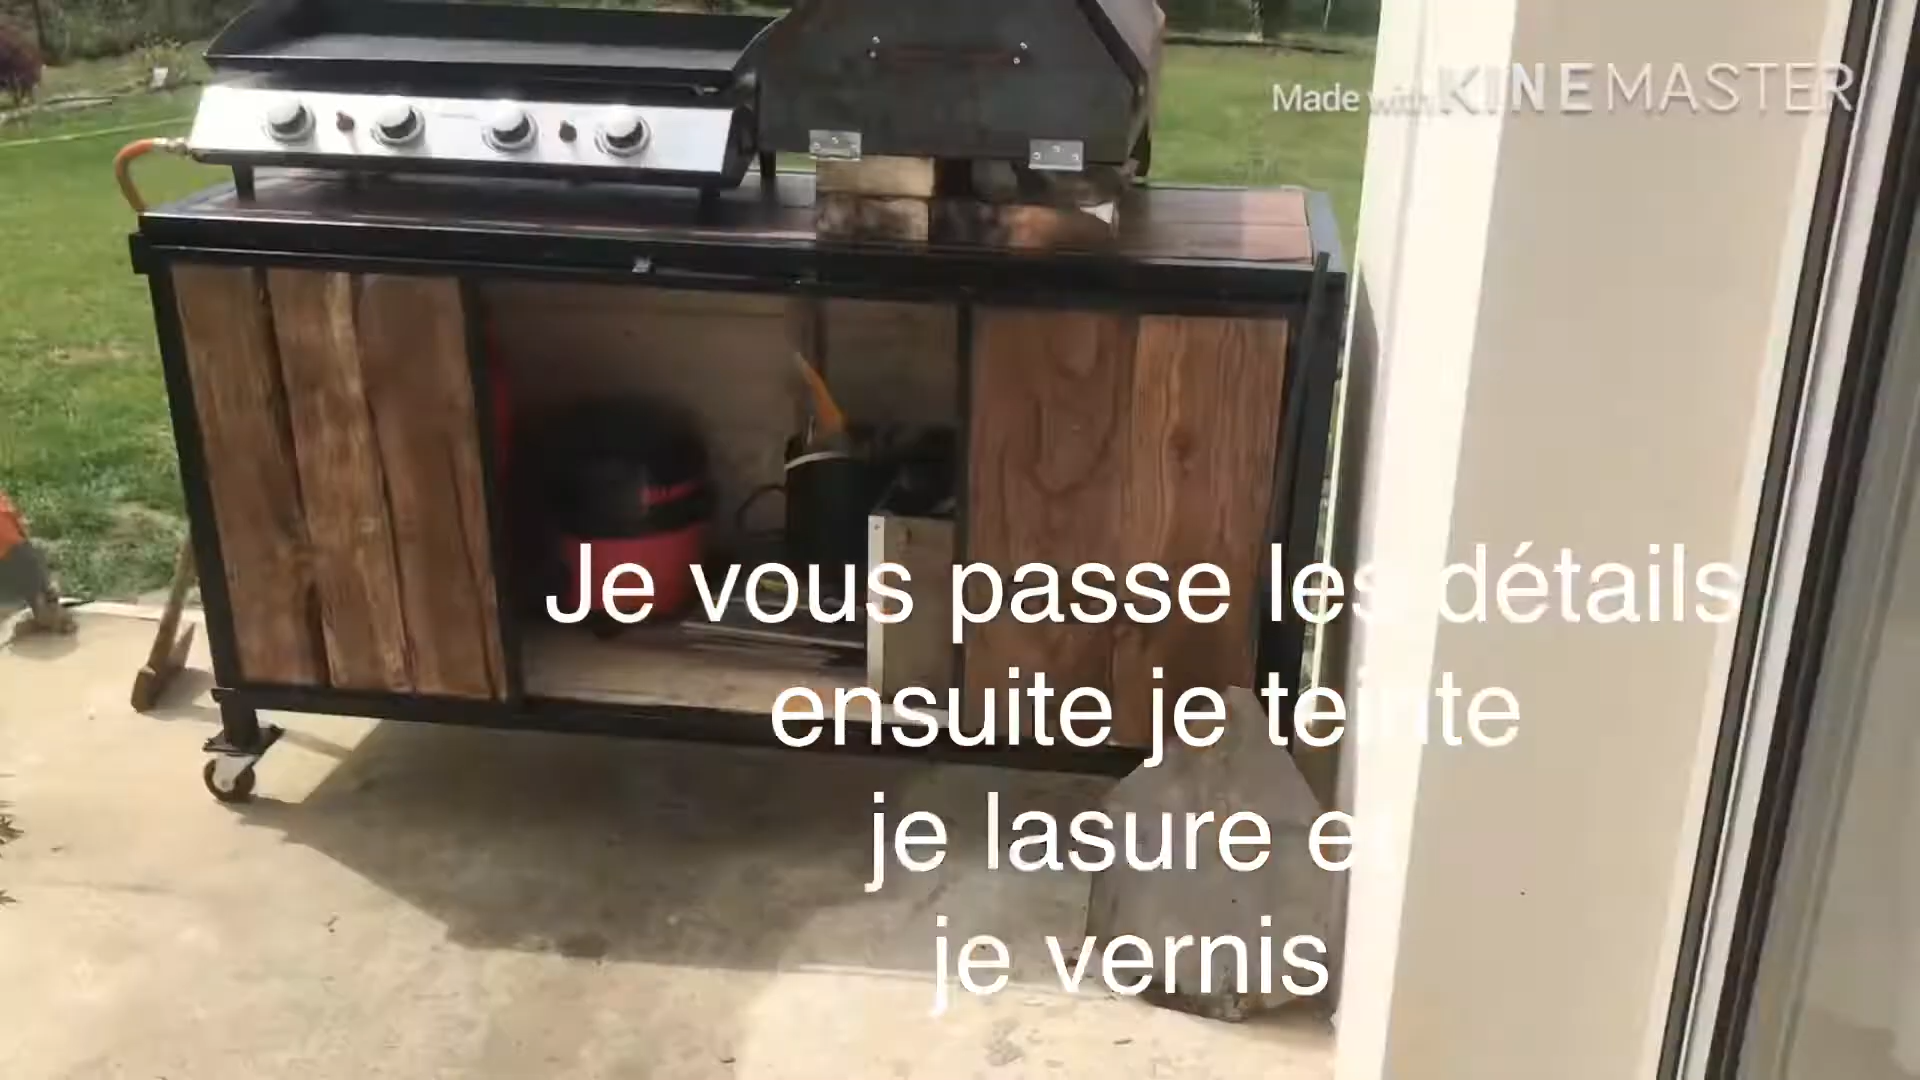 Made with KINEMASTER
Je vous passe les détails
ensuite je teinte
je lasure et
je vernis